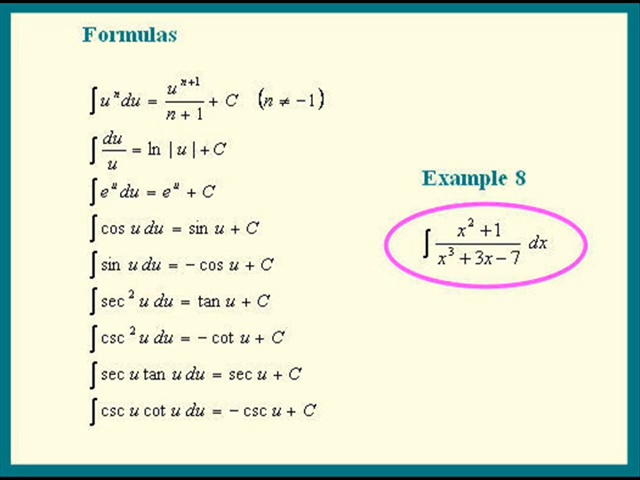 Formulas
∫ uⁿ du = uⁿ⁺¹/(n + 1) + C (n ≠ −1)
∫ du/u = ln |u| + C
∫ eᵘ du = eᵘ + C
∫ cos u du = sin u + C
∫ sin u du = − cos u + C
∫ sec² u du = tan u + C
∫ csc² u du = − cot u + C
∫ sec u tan u du = sec u + C
∫ csc u cot u du = − csc u + C
Example 8
∫ (x² + 1)/(x³ + 3x − 7) dx